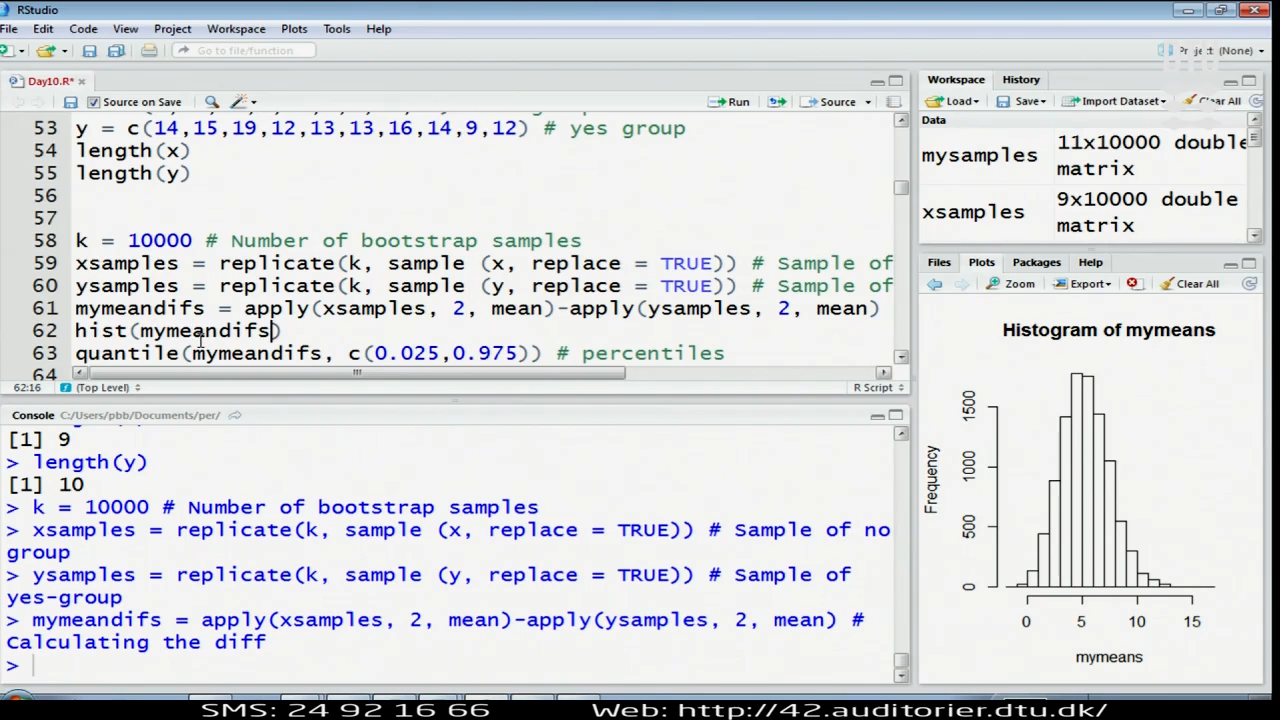 RStudio
File Edit Code View Project Workspace Plots Tools Help
Go to file/function
Project: (None)
Day10.R*
Source on Save Run Source
53 y = c(14,15,19,12,13,13,16,14,9,12) # yes group
54 length(x)
55 length(y)
56
57
58 k = 10000 # Number of bootstrap samples
59 xsamples = replicate(k, sample (x, replace = TRUE)) # Sample of
60 ysamples = replicate(k, sample (y, replace = TRUE)) # Sample of
61 mymeandifs = apply(xsamples, 2, mean)-apply(ysamples, 2, mean)
62 hist(mymeandifs)
63 quantile(mymeandifs, c(0.025,0.975)) # percentiles
64
62:16 (Top Level) R Script
Console C:/Users/pbb/Documents/per/
[1] 9
> length(y)
[1] 10
> k = 10000 # Number of bootstrap samples
> xsamples = replicate(k, sample (x, replace = TRUE)) # Sample of no
group
> ysamples = replicate(k, sample (y, replace = TRUE)) # Sample of
yes-group
> mymeandifs = apply(xsamples, 2, mean)-apply(ysamples, 2, mean) #
Calculating the diff
>
Workspace History
Load Save Import Dataset Clear All
Data
mysamples 11x10000 double
matrix
xsamples 9x10000 double
matrix
Files Plots Packages Help
Zoom Export Clear All
Histogram of mymeans
Frequency
1500
1000
500
0
0 5 10 15
mymeans
SMS: 24 92 16 66 Web: http://42.auditorier.dtu.dk/